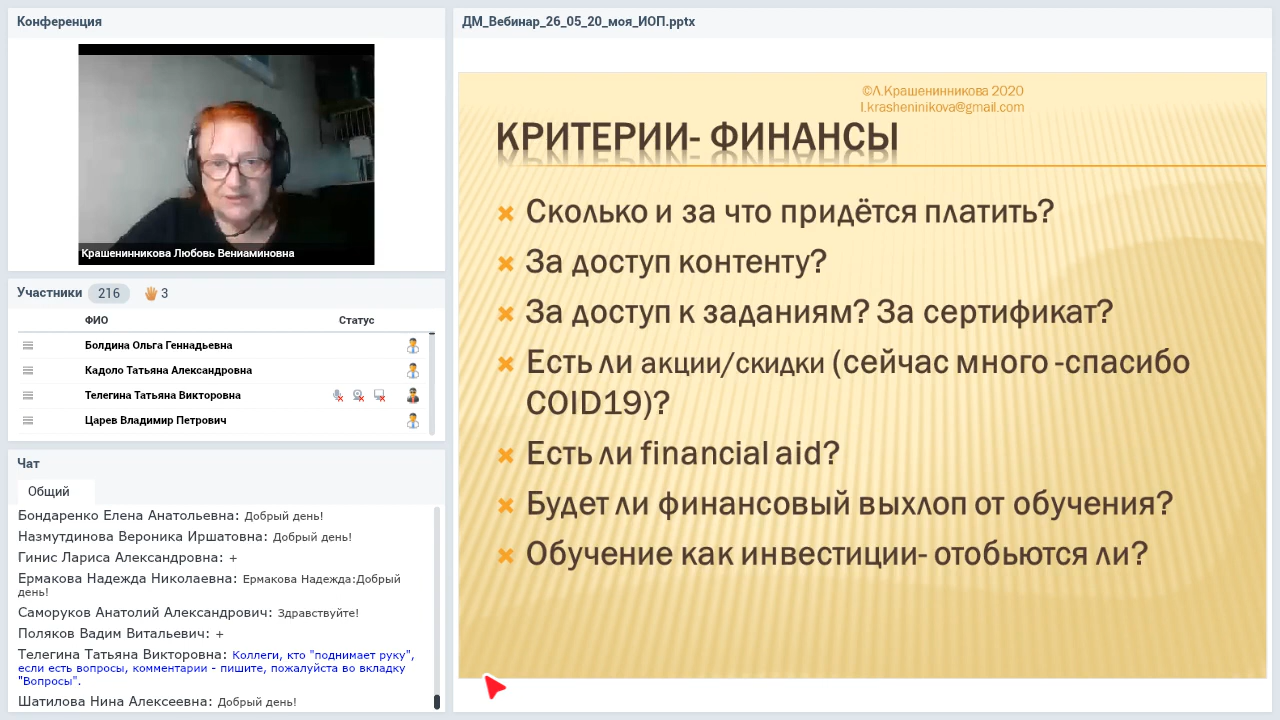 Конференция
Крашенинникова Любовь Вениаминовна
Участники 216 3
ФИО Статус
Болдина Ольга Геннадьевна
Кадоло Татьяна Александровна
Телегина Татьяна Викторовна
Царев Владимир Петрович
Чат
Общий
Бондаренко Елена Анатольевна: Добрый день!
Назмутдинова Вероника Иршатовна: Добрый день!
Гинис Лариса Александровна: +
Ермакова Надежда Николаевна: Ермакова Надежда:Добрый
день!
Саморуков Анатолий Александрович: Здравствуйте!
Поляков Вадим Витальевич: +
Телегина Татьяна Викторовна: Коллеги, кто "поднимает руку",
если есть вопросы, комментарии - пишите, пожалуйста во вкладку
"Вопросы".
Шатилова Нина Алексеевна: Добрый день!
ДМ_Вебинар_26_05_20_моя_ИОП.pptx
©Л.Крашенинникова 2020
l.krasheninikova@gmail.com
КРИТЕРИИ- ФИНАНСЫ
Сколько и за что придётся платить?
За доступ контенту?
За доступ к заданиям? За сертификат?
Есть ли акции/скидки (сейчас много -спасибо
COID19)?
Есть ли financial aid?
Будет ли финансовый выхлоп от обучения?
Обучение как инвестиции- отобьются ли?